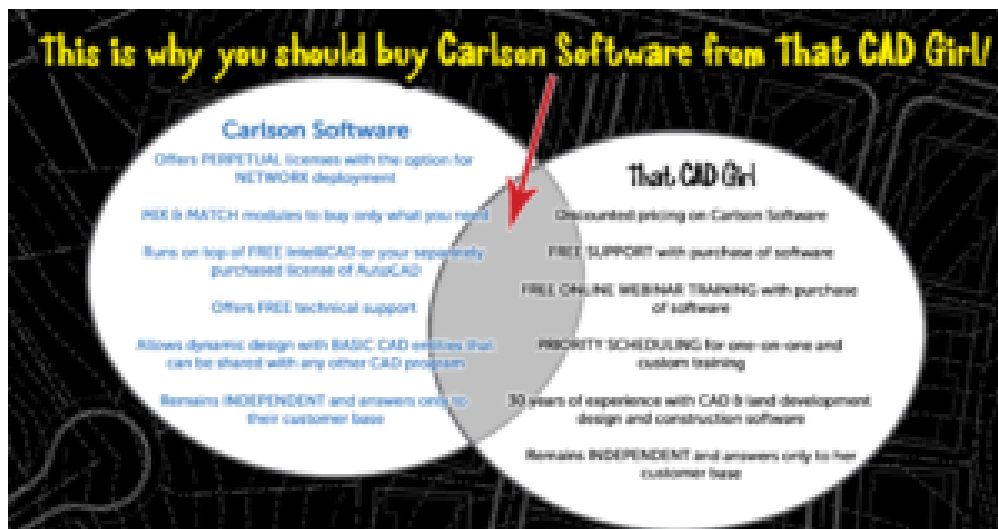 This is why you should buy Carlson Software from That CAD Girl!
Carlson Software
Offers PERPETUAL licenses with the option for
NETWORK deployment
MIX & MATCH modules to buy only what you need
Runs on top of FREE IntelliCAD or your separately
purchased license of AutoCAD
Offers FREE technical support
Allows dynamic design with BASIC CAD entities that
can be shared with any other CAD program
Remains INDEPENDENT and answers only to
their customer base
That CAD Girl
Discounted pricing on Carlson Software
FREE SUPPORT with purchase of software
FREE ONLINE WEBINAR TRAINING with purchase
of software
PRIORITY SCHEDULING for one-on-one and
custom training
30 years of experience with CAD & land development
design and construction software
Remains INDEPENDENT and answers only to her
customer base